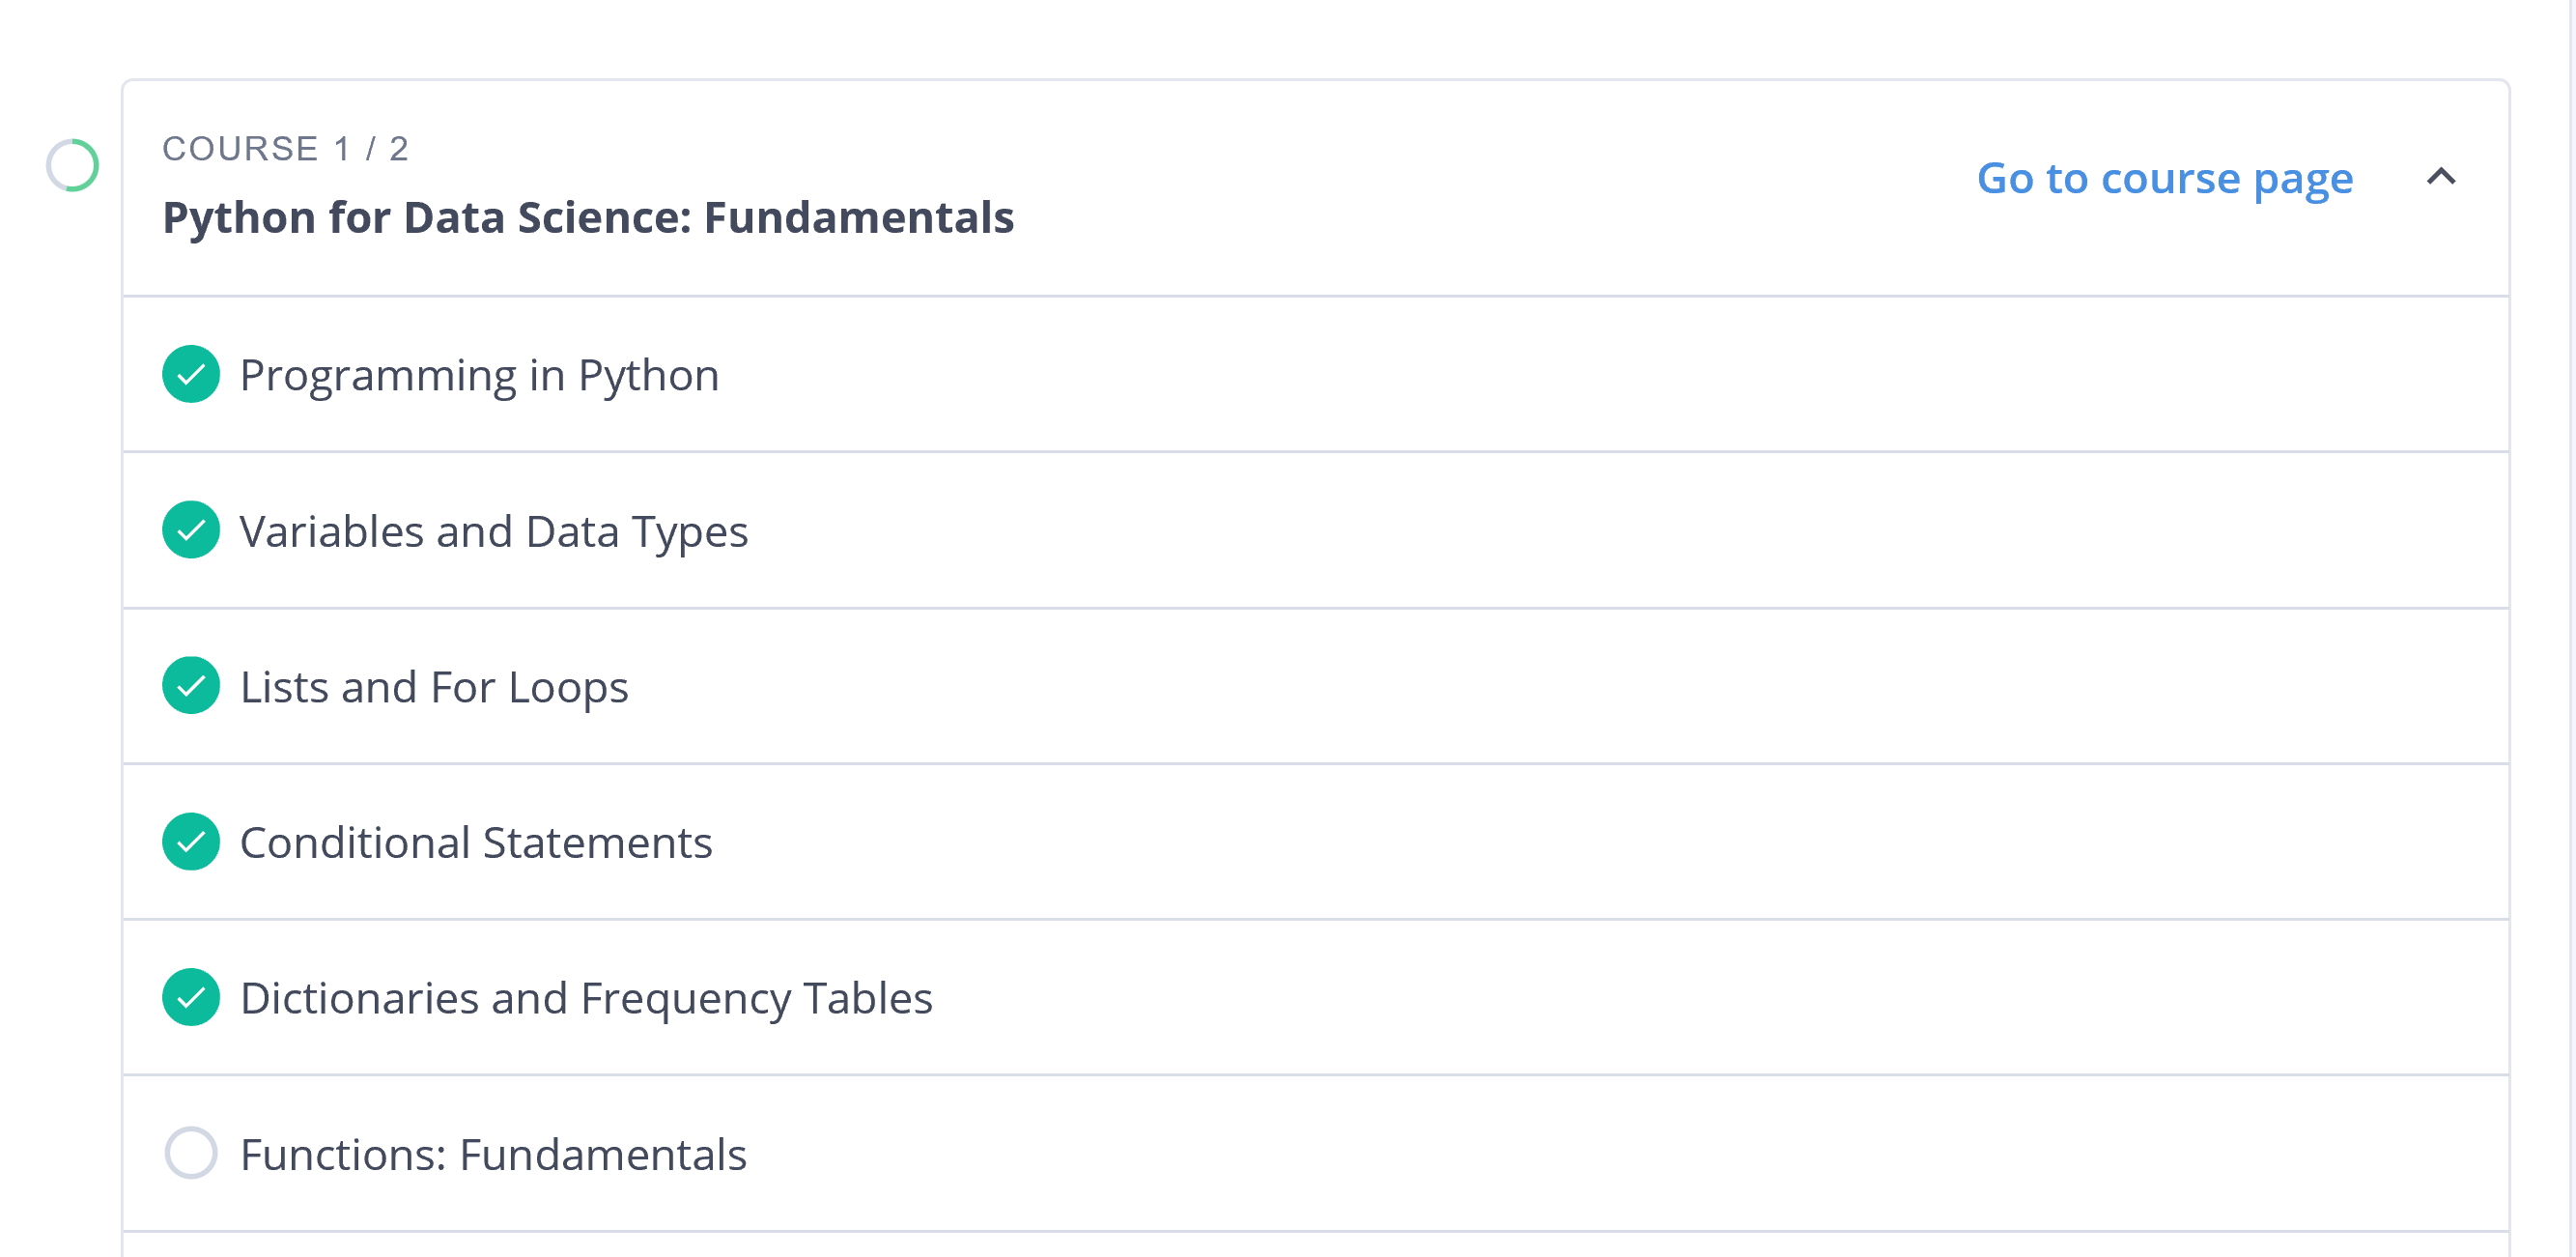 COURSE 1 / 2
Python for Data Science: Fundamentals
Go to course page
Programming in Python
Variables and Data Types
Lists and For Loops
Conditional Statements
Dictionaries and Frequency Tables
Functions: Fundamentals